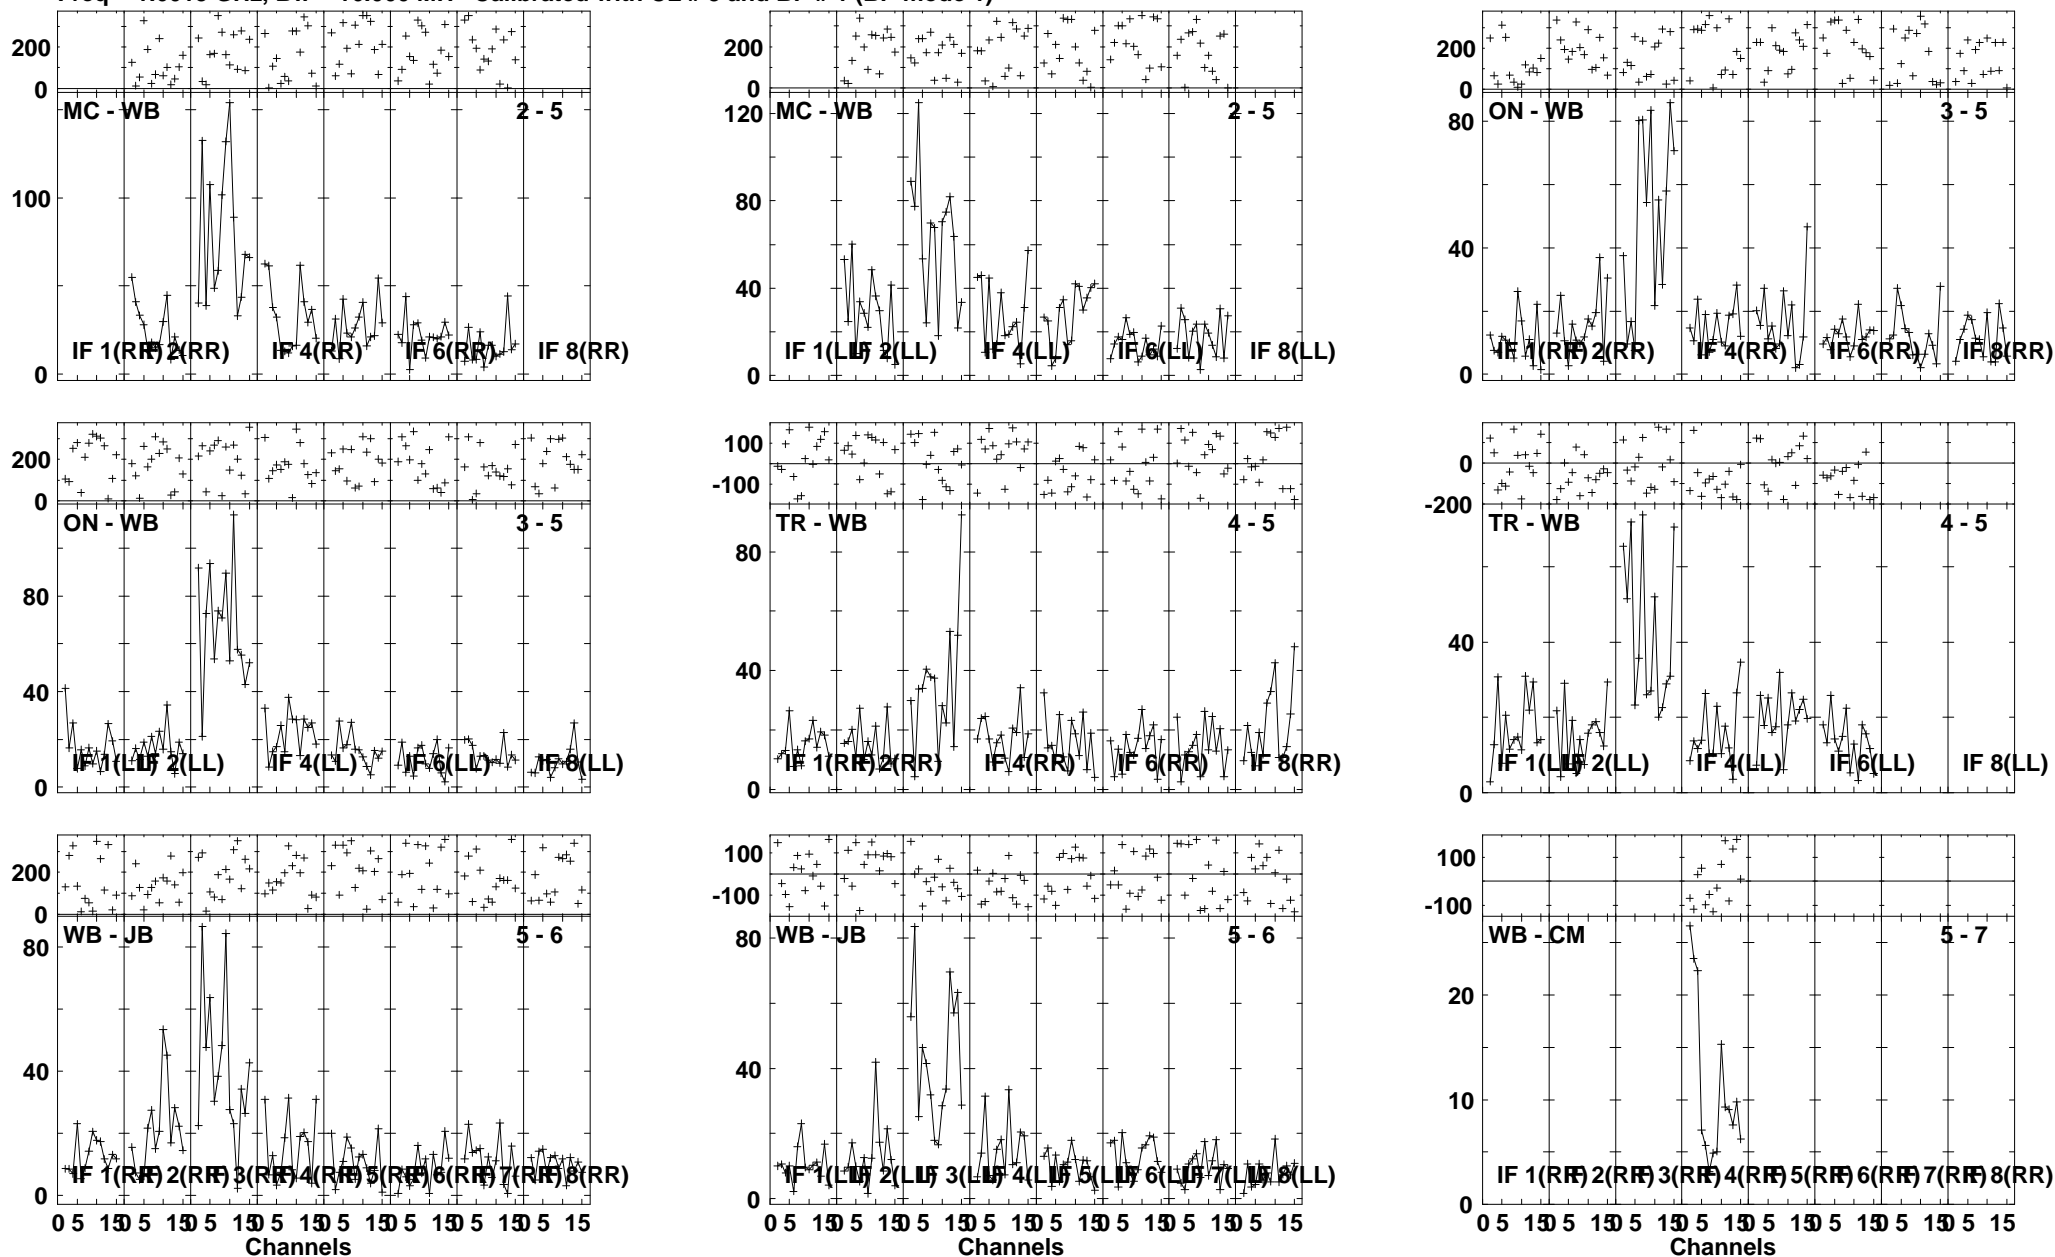 200
0
MC - WB
2 - 5
100
0
IF 1(RR)
IF 2(RR)
IF 4(RR)
IF 6(RR)
IF 8(RR)
200
0
MC - WB
2 - 5
120
80
40
0
IF 1(LL)
IF 2(LL)
IF 4(LL)
IF 6(LL)
IF 8(LL)
200
0
ON - WB
3 - 5
80
40
0
IF 1(RR)
IF 2(RR)
IF 4(RR)
IF 6(RR)
IF 8(RR)
200
0
ON - WB
3 - 5
80
40
0
IF 1(LL)
IF 2(LL)
IF 4(LL)
IF 6(LL)
IF 8(LL)
100
-100
TR - WB
4 - 5
80
40
0
IF 1(RR)
IF 2(RR)
IF 4(RR)
IF 6(RR)
IF 8(RR)
0
-200
TR - WB
4 - 5
40
0
IF 1(LL)
IF 2(LL)
IF 4(LL)
IF 6(LL)
IF 8(LL)
200
0
WB - JB
5 - 6
80
40
0
IF 1(RR)
IF 2(RR)
IF 3(RR)
IF 4(RR)
IF 5(RR)
IF 6(RR)
IF 7(RR)
IF 8(RR)
0 5 15 0 5 15 0 5 15 0 5 15 0 5 15 0 5 15 0 5 15 0 5 15
Channels
100
-100
WB - JB
5 - 6
80
40
0
IF 1(LL)
IF 2(LL)
IF 3(LL)
IF 4(LL)
IF 5(LL)
IF 6(LL)
IF 7(LL)
IF 8(LL)
0 5 15 0 5 15 0 5 15 0 5 15 0 5 15 0 5 15 0 5 15 0 5 15
Channels
100
-100
WB - CM
5 - 7
20
10
0
IF 1(RR)
IF 2(RR)
IF 3(RR)
IF 4(RR)
IF 5(RR)
IF 6(RR)
IF 7(RR)
IF 8(RR)
0 5 15 0 5 15 0 5 15 0 5 15 0 5 15 0 5 15 0 5 15 0 5 15
Channels